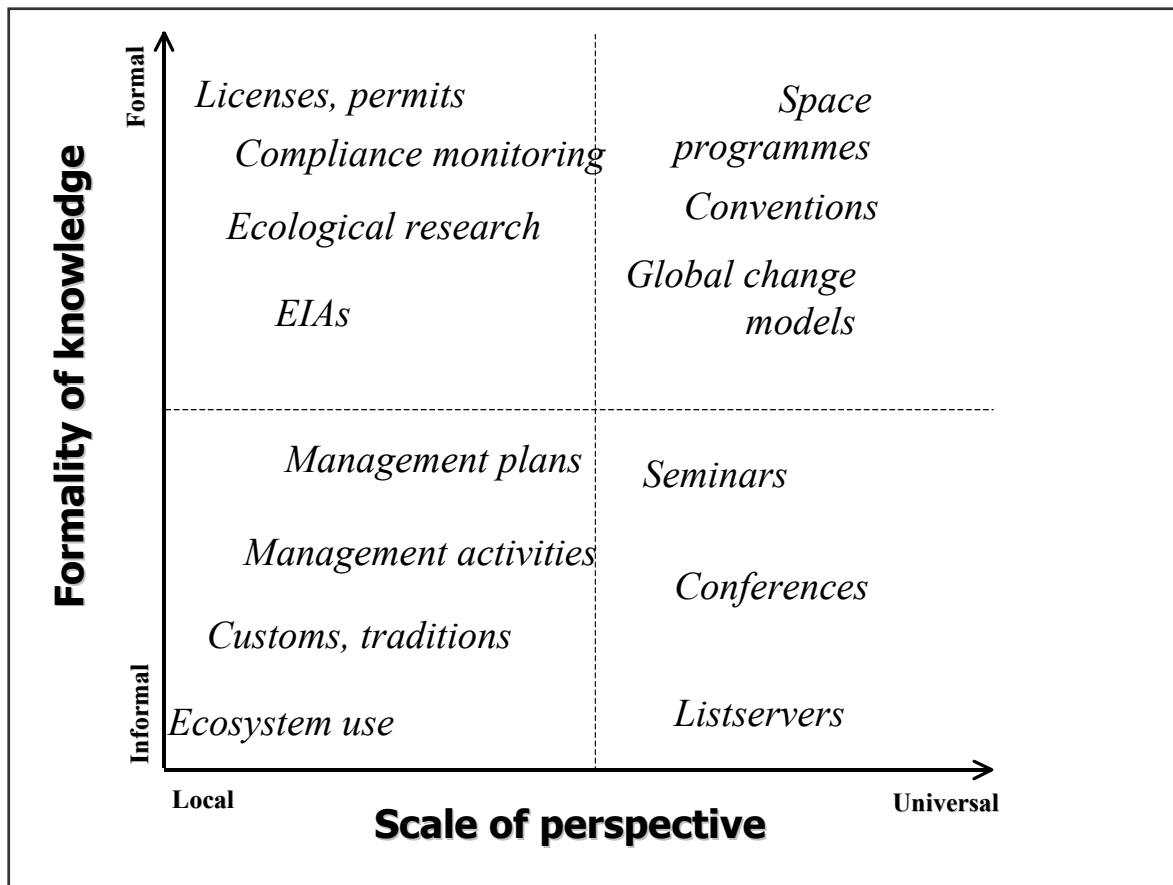 Formality of knowledge
Formal
Informal
Licenses, permits
Compliance monitoring
Ecological research
EIAs
Space
programmes
Conventions
Global change
models
Management plans
Management activities
Customs, traditions
Ecosystem use
Seminars
Conferences
Listservers
Local
Universal
Scale of perspective